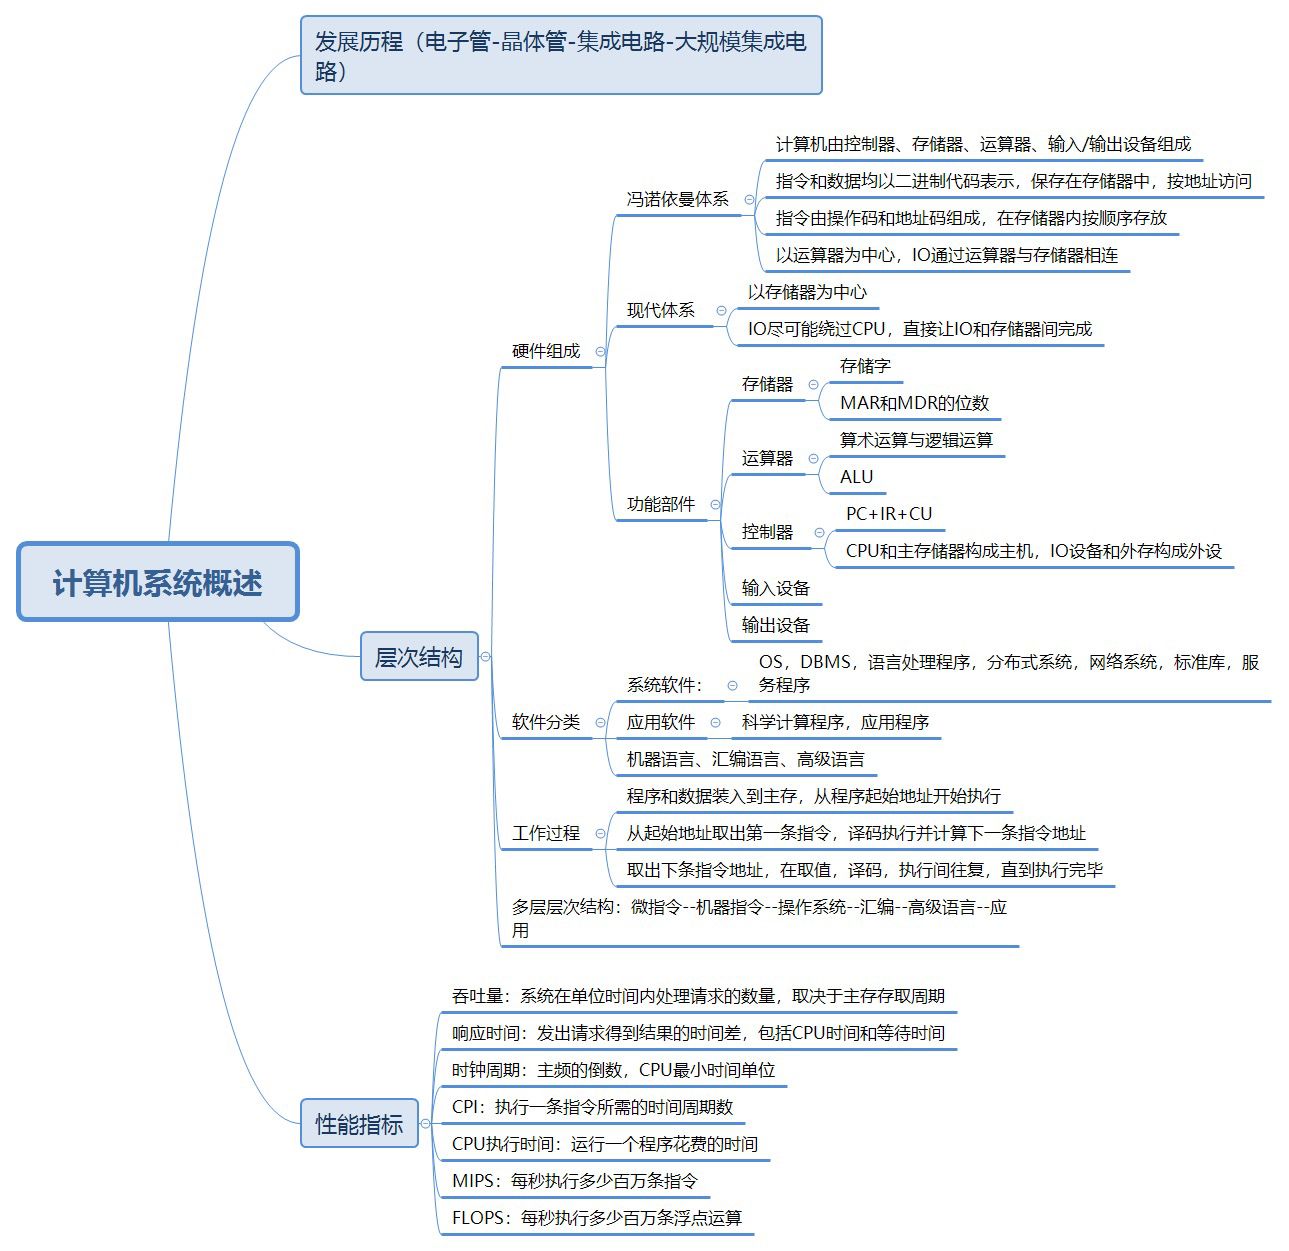 发展历程（电子管-晶体管-集成电路-大规模集成电
路）
计算机由控制器、存储器、运算器、输入/输出设备组成
指令和数据均以二进制代码表示，保存在存储器中，按地址访问
冯诺依曼体系
指令由操作码和地址码组成，在存储器内按顺序存放
以运算器为中心，IO通过运算器与存储器相连
以存储器为中心
现代体系
IO尽可能绕过CPU，直接让IO和存储器间完成
硬件组成
存储字
存储器
MAR和MDR的位数
算术运算与逻辑运算
运算器
ALU
功能部件
PC+IR+CU
控制器
CPU和主存储器构成主机，IO设备和外存构成外设
输入设备
输出设备
计算机系统概述
层次结构
OS，DBMS，语言处理程序，分布式系统，网络系统，标准库，服
务程序
系统软件：
软件分类
应用软件
科学计算程序，应用程序
机器语言、汇编语言、高级语言
程序和数据装入到主存，从程序起始地址开始执行
工作过程
从起始地址取出第一条指令，译码执行并计算下一条指令地址
取出下条指令地址，在取值，译码，执行间往复，直到执行完毕
多层层次结构：微指令--机器指令--操作系统--汇编--高级语言--应
用
吞吐量：系统在单位时间内处理请求的数量，取决于主存存取周期
响应时间：发出请求得到结果的时间差，包括CPU时间和等待时间
时钟周期：主频的倒数，CPU最小时间单位
CPI：执行一条指令所需的时间周期数
性能指标
CPU执行时间：运行一个程序花费的时间
MIPS：每秒执行多少百万条指令
FLOPS：每秒执行多少百万条浮点运算